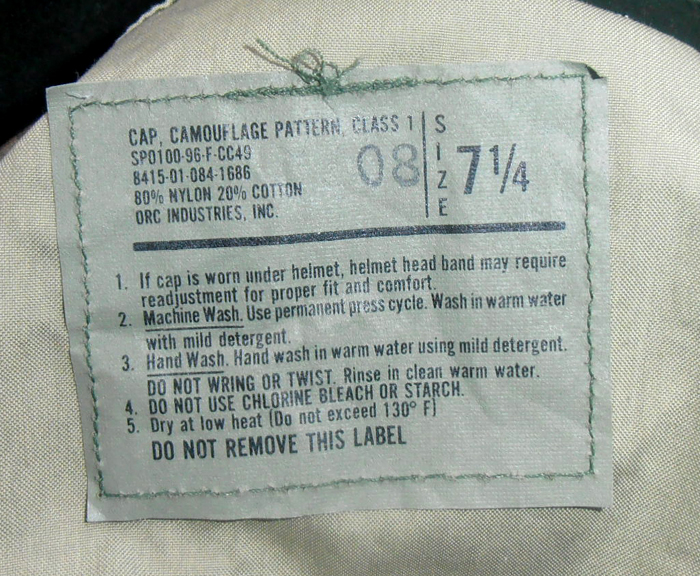 CAP, CAMOUFLAGE PATTERN, CLASS 1
SPO100-96-F-CC49
8415-01-084-1686
80% NYLON 20% COTTON
ORC INDUSTRIES, INC.
08
SIZE
7 1/4
1. If cap is worn under helmet, helmet head band may require
readjustment for proper fit and comfort.
2. Machine Wash. Use permanent press cycle. Wash in warm water
with mild detergent.
3. Hand Wash. Hand wash in warm water using mild detergent.
DO NOT WRING OR TWIST. Rinse in clean warm water.
4. DO NOT USE CHLORINE BLEACH OR STARCH.
5. Dry at low heat (Do not exceed 130° F)
DO NOT REMOVE THIS LABEL